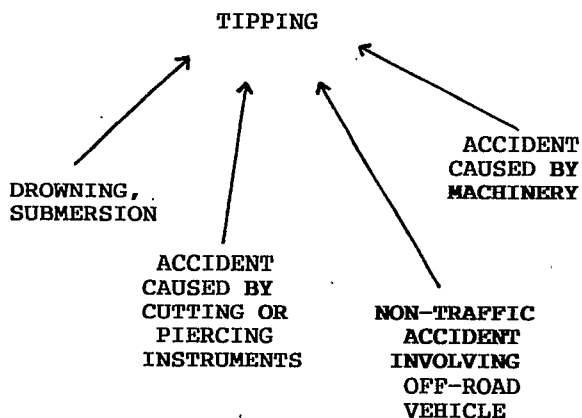 TIPPING
DROWNING,
SUBMERSION
ACCIDENT
CAUSED BY
CUTTING OR
PIERCING
INSTRUMENTS
NON-TRAFFIC
ACCIDENT
INVOLVING
OFF-ROAD
VEHICLE
ACCIDENT
CAUSED BY
MACHINERY